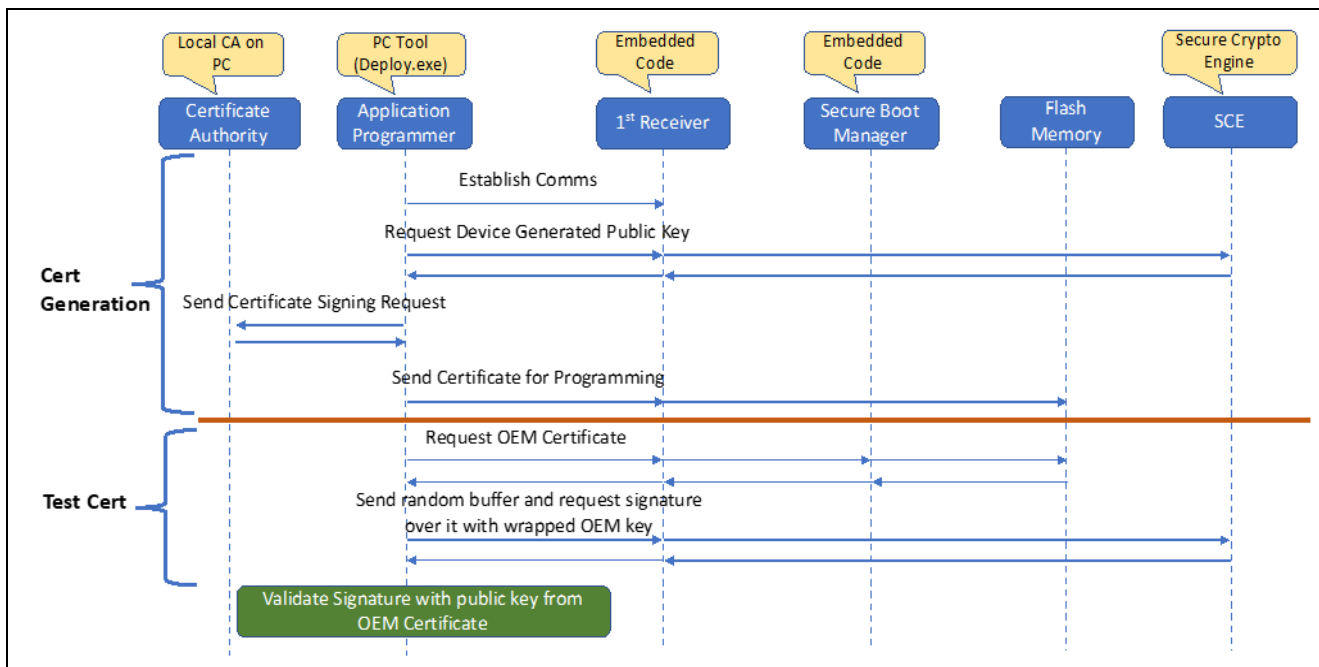 Local CA on
PC
PC Tool
(Deploy.exe)
Embedded
Code
Embedded
Code
Secure Crypto
Engine
Certificate
Authority
Application
Programmer
1st Receiver
Secure Boot
Manager
Flash
Memory
SCE
Establish Comms
Request Device Generated Public Key
Cert
Generation
Send Certificate Signing Request
Send Certificate for Programming
Request OEM Certificate
Test Cert
Send random buffer and request signature
over it with wrapped OEM key
Validate Signature with public key from
OEM Certificate